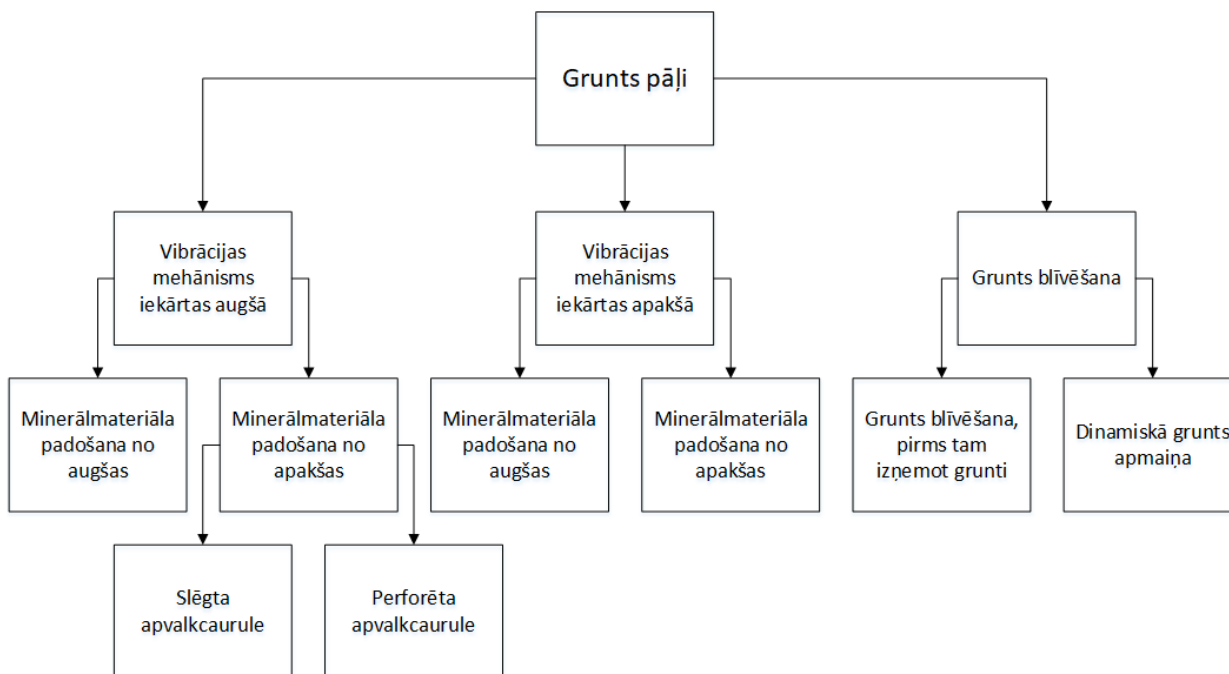 Grunts pāļi
Vibrācijas
mehānisms
iekārtas augšā
Vibrācijas
mehānisms
iekārtas apakšā
Grunts blīvēšana
Minerālmateriāla
padošana no
augšas
Minerālmateriāla
padošana no
apakšas
Minerālmateriāla
padošana no
augšas
Minerālmateriāla
padošana no
apakšas
Grunts blīvēšana,
pirms tam
izņemot grunti
Dinamiskā grunts
apmaiņa
Slēgta
apvalkcaurule
Perforēta
apvalkcaurule